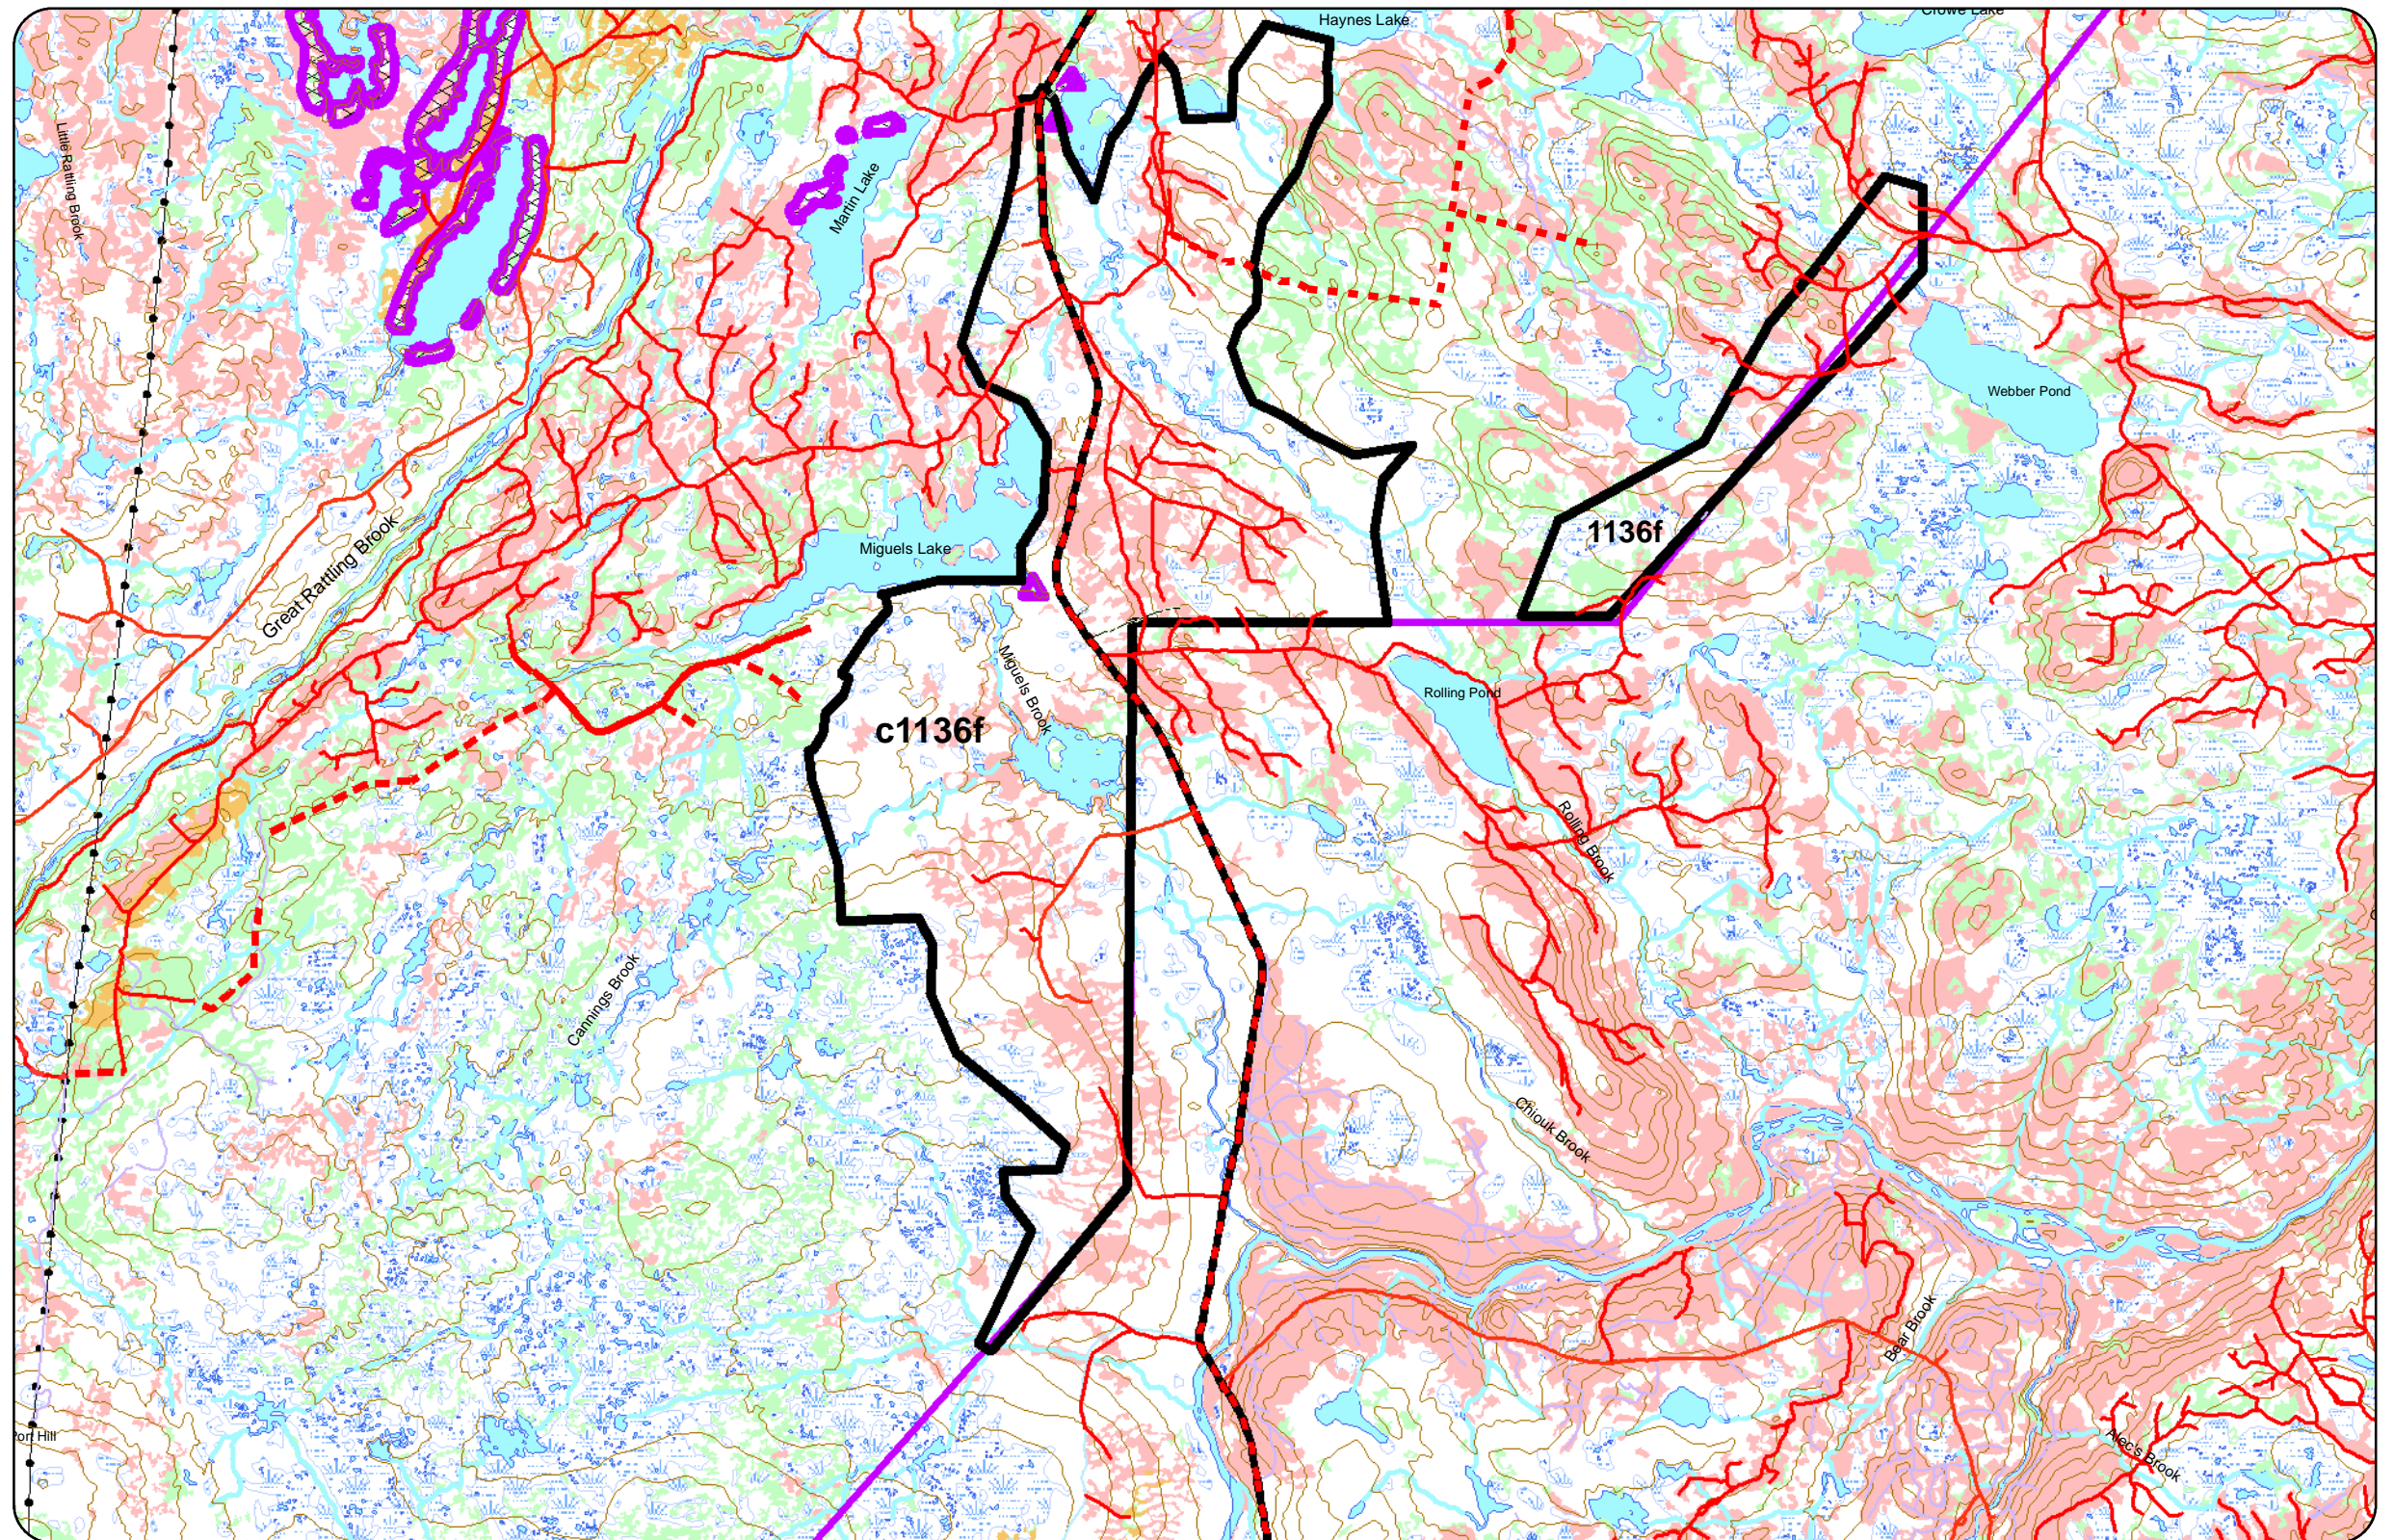 Haynes Lake
Crowe Lake
Little Rattling Brook
Martin Lake
Webber Pond
Great Rattling Brook
Miguels Lake
1136f
Miguels Brook
Rolling Pond
c1136f
Rolling Brook
Cannings Brook
Chiouk Brook
Bear Brook
Port Hill
Alec's Brook